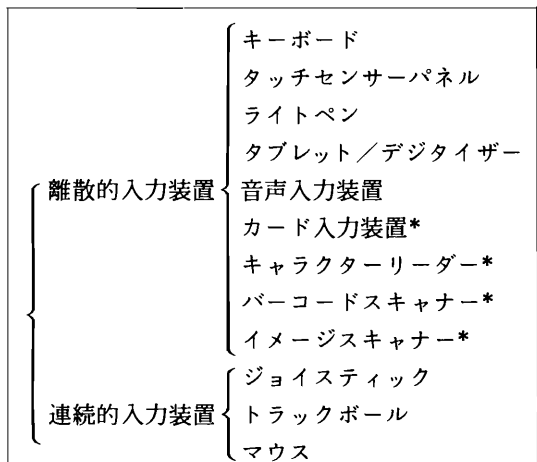 キーボード
タッチセンサーパネル
ライトペン
タブレット／デジタイザー
離散的入力装置 音声入力装置
カード入力装置*
キャラクターリーダー*
バーコードスキャナー*
イメージスキャナー*
ジョイスティック
連続的入力装置 トラックボール
マウス